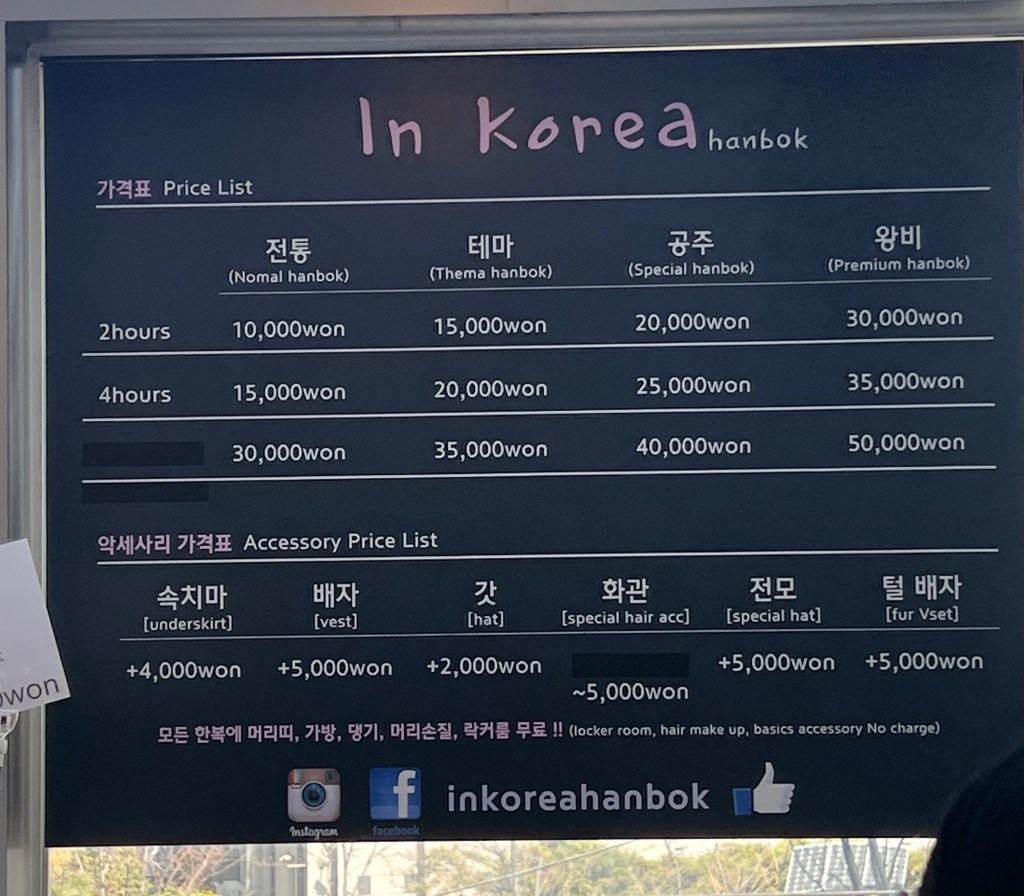 In Korea hanbok
가격표 Price List
전통 테마 공주 왕비
(Nomal hanbok) (Thema hanbok) (Special hanbok) (Premium hanbok)
2hours 10,000won 15,000won 20,000won 30,000won
4hours 15,000won 20,000won 25,000won 35,000won
30,000won 35,000won 40,000won 50,000won
악세사리 가격표 Accessory Price List
속치마 배자 갓 화관 전모 털 배자
[underskirt] [vest] [hat] [special hair acc] [special hat] [fur Vset]
+4,000won +5,000won +2,000won +5,000won +5,000won
~5,000won
모든 한복에 머리띠, 가방, 댕기, 머리손질, 락커룸 무료 !! (locker room, hair make up, basics accessory No charge)
inkoreahanbok
Instagram facebook
won